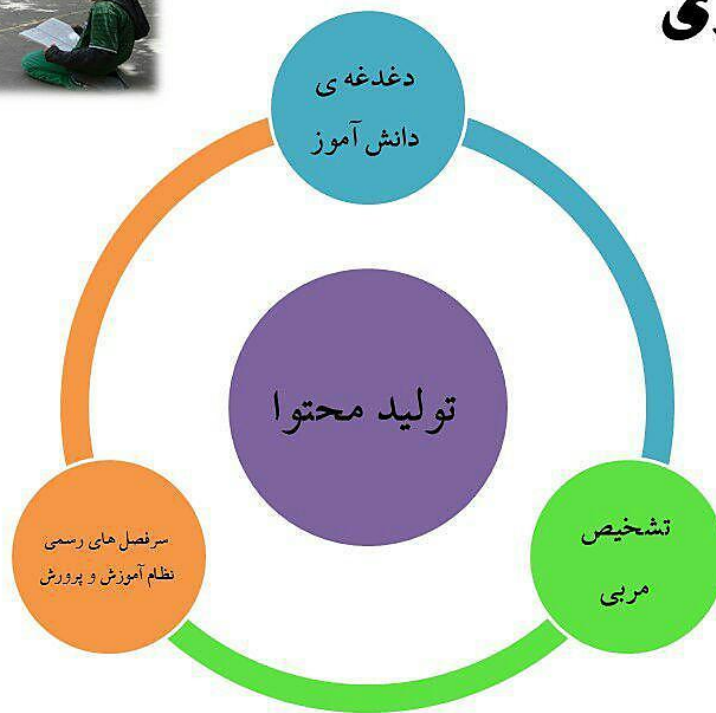 دغدغه ی
دانش آموز
تولید محتوا
تشخیص
مربی
سرفصل های رسمی
نظام آموزش و پرورش